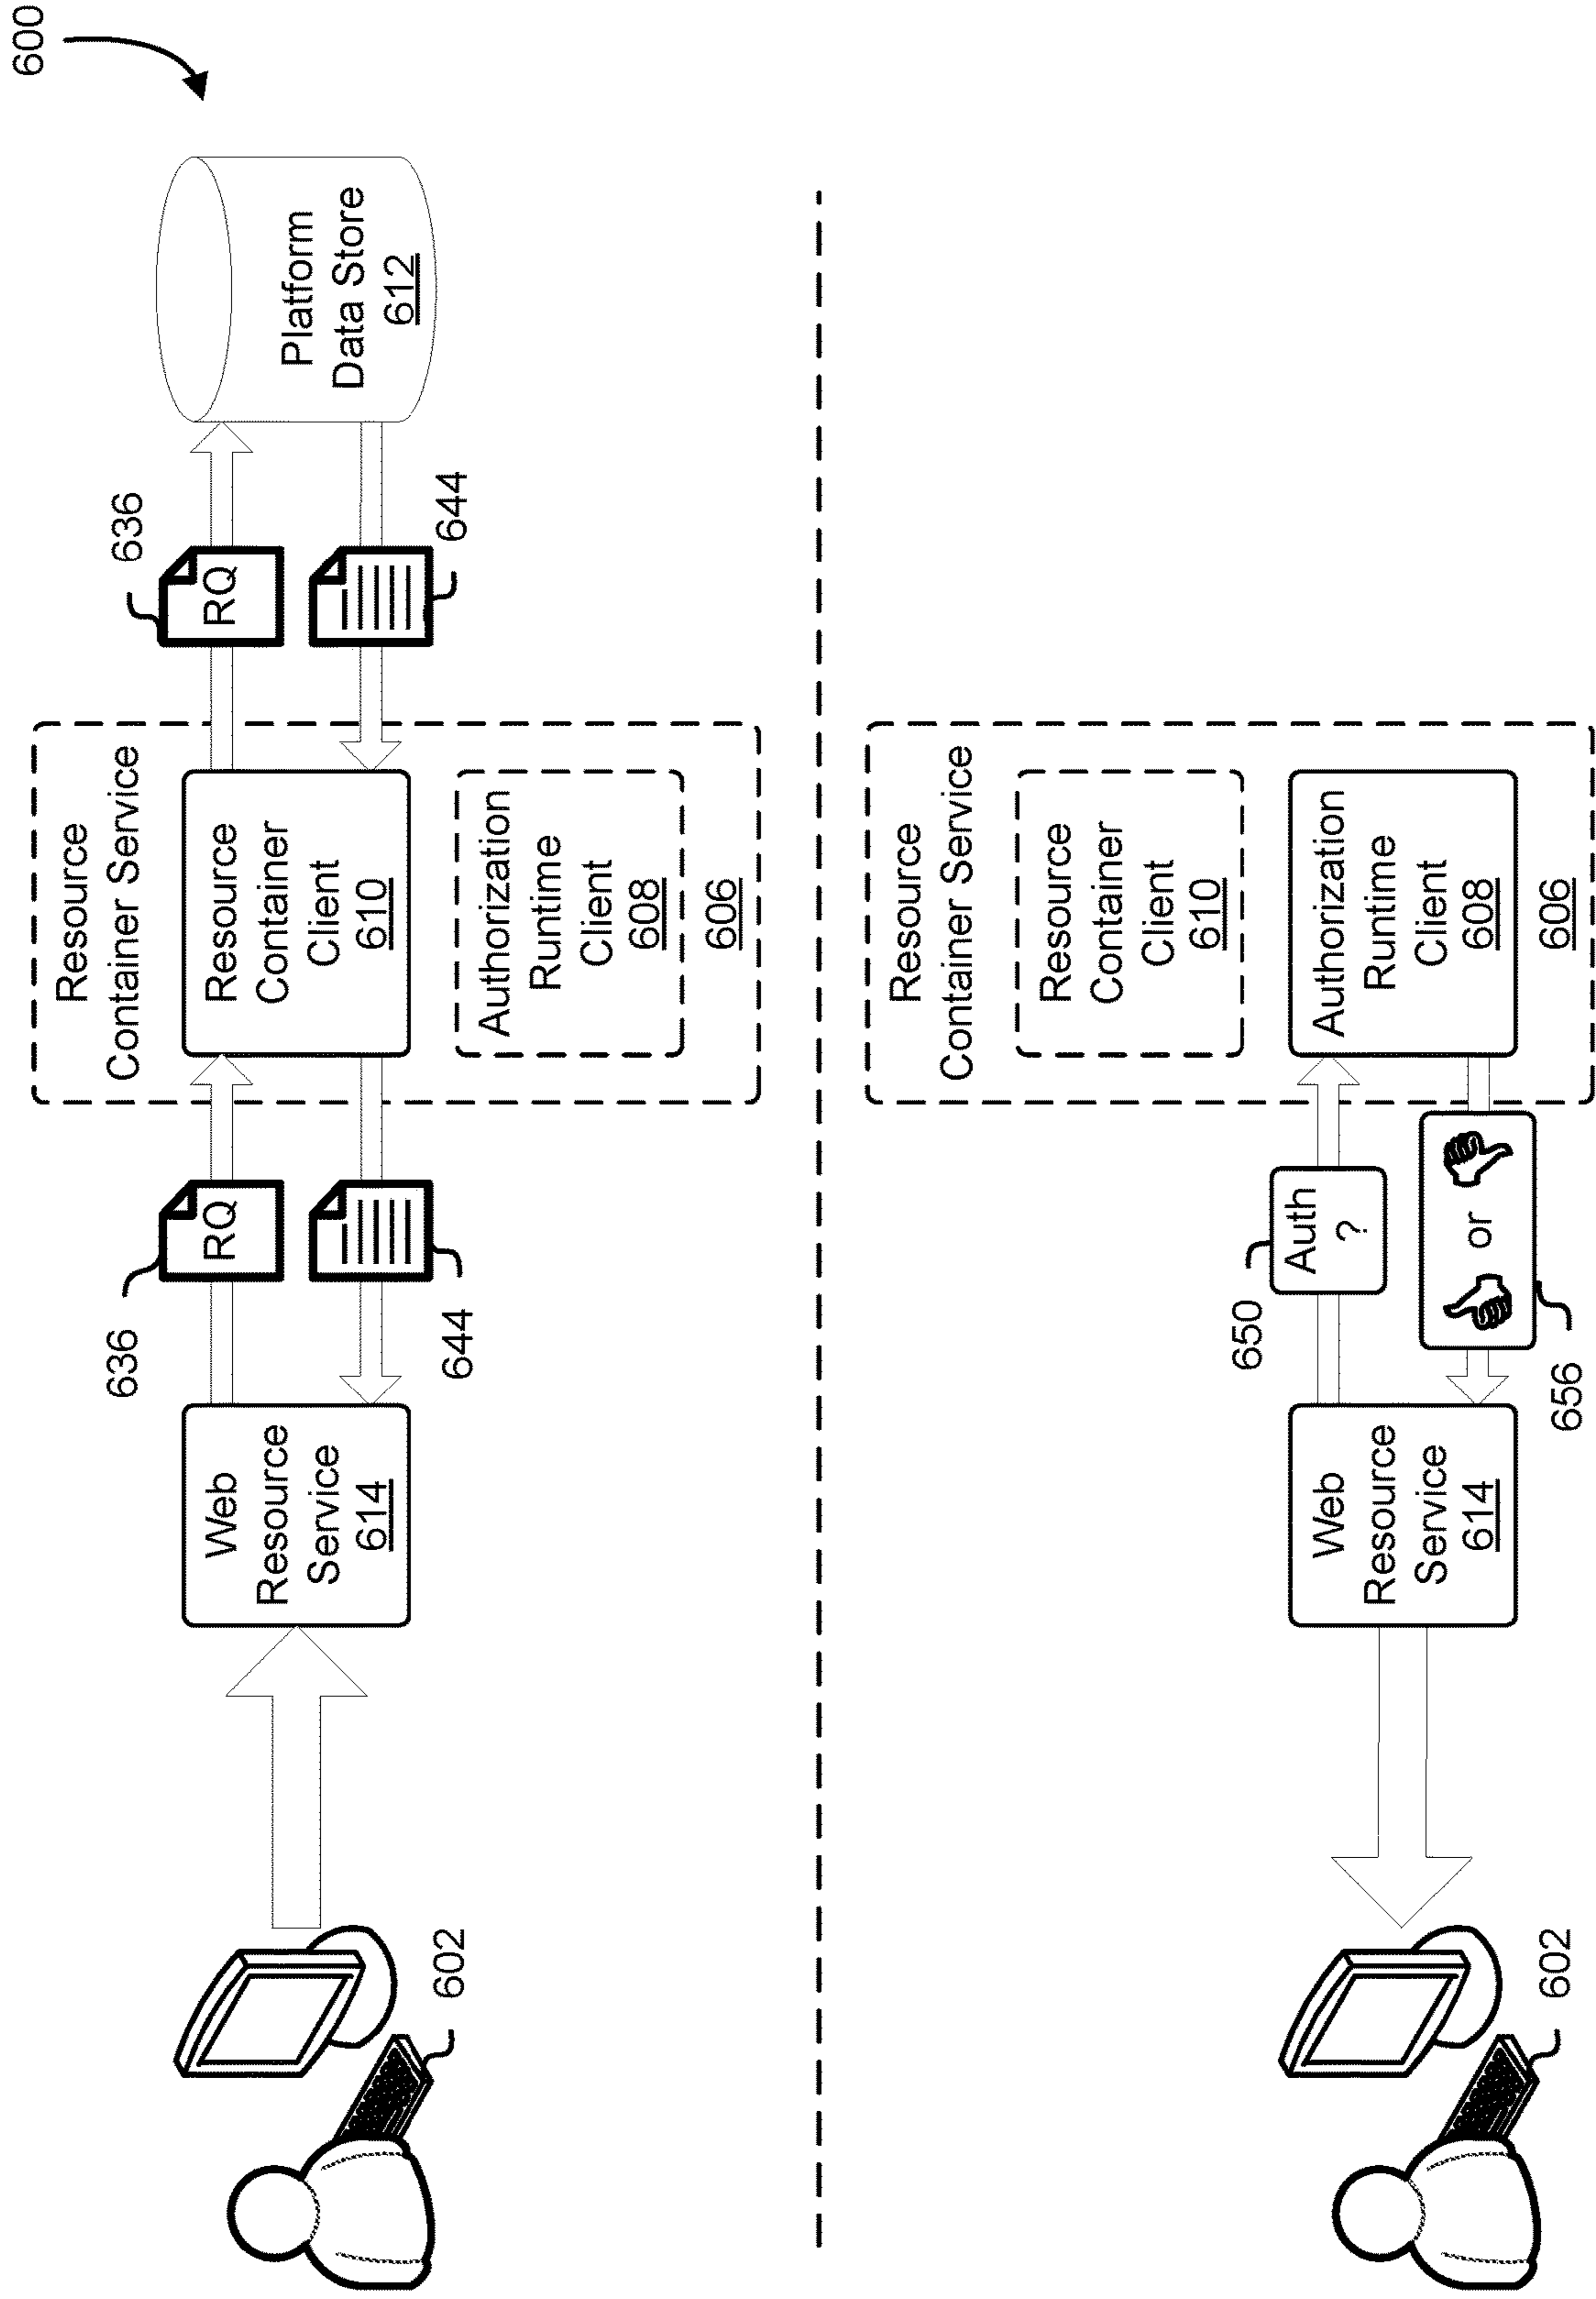 600
636
RQ
644
636
RQ
644
602
Web
Resource
Service
614
Resource
Container Service
Resource
Container
Client
610
Authorization
Runtime
Client
608
606
Platform
Data Store
612
602
Web
Resource
Service
614
650
Auth
?
or
656
Resource
Container Service
Resource
Container
Client
610
Authorization
Runtime
Client
608
606